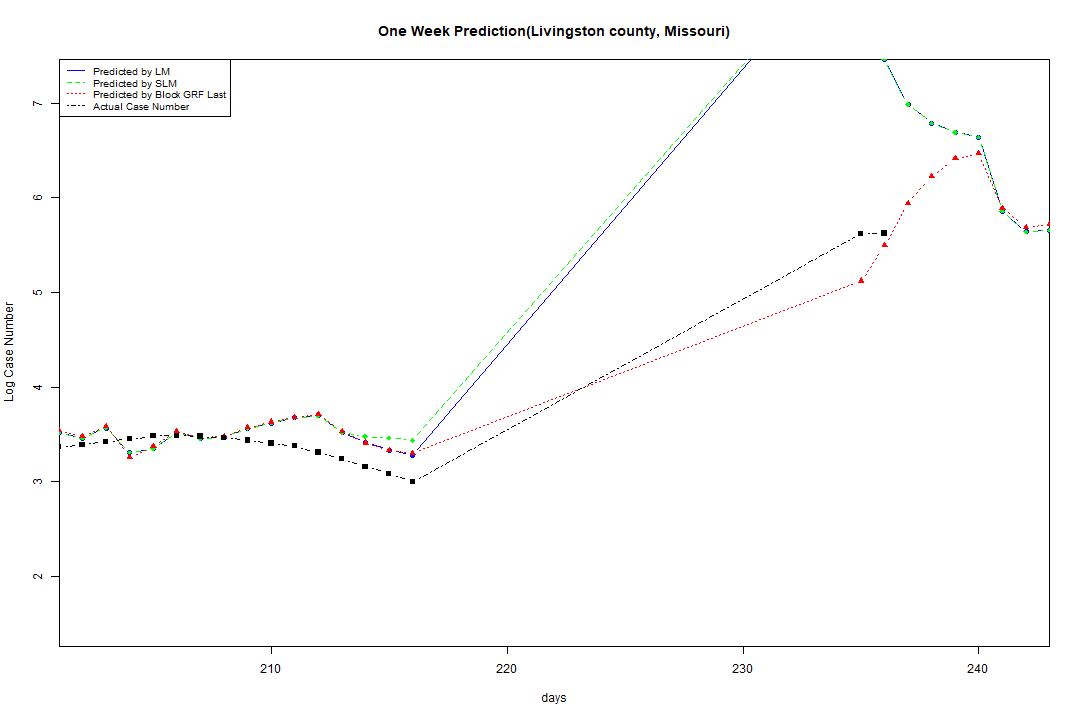 One Week Prediction(Livingston county, Missouri)
Predicted by LM
Predicted by SLM
Predicted by Block GRF Last
Actual Case Number
7
6
5
4
3
2
Log Case Number
210 220 230 240
days